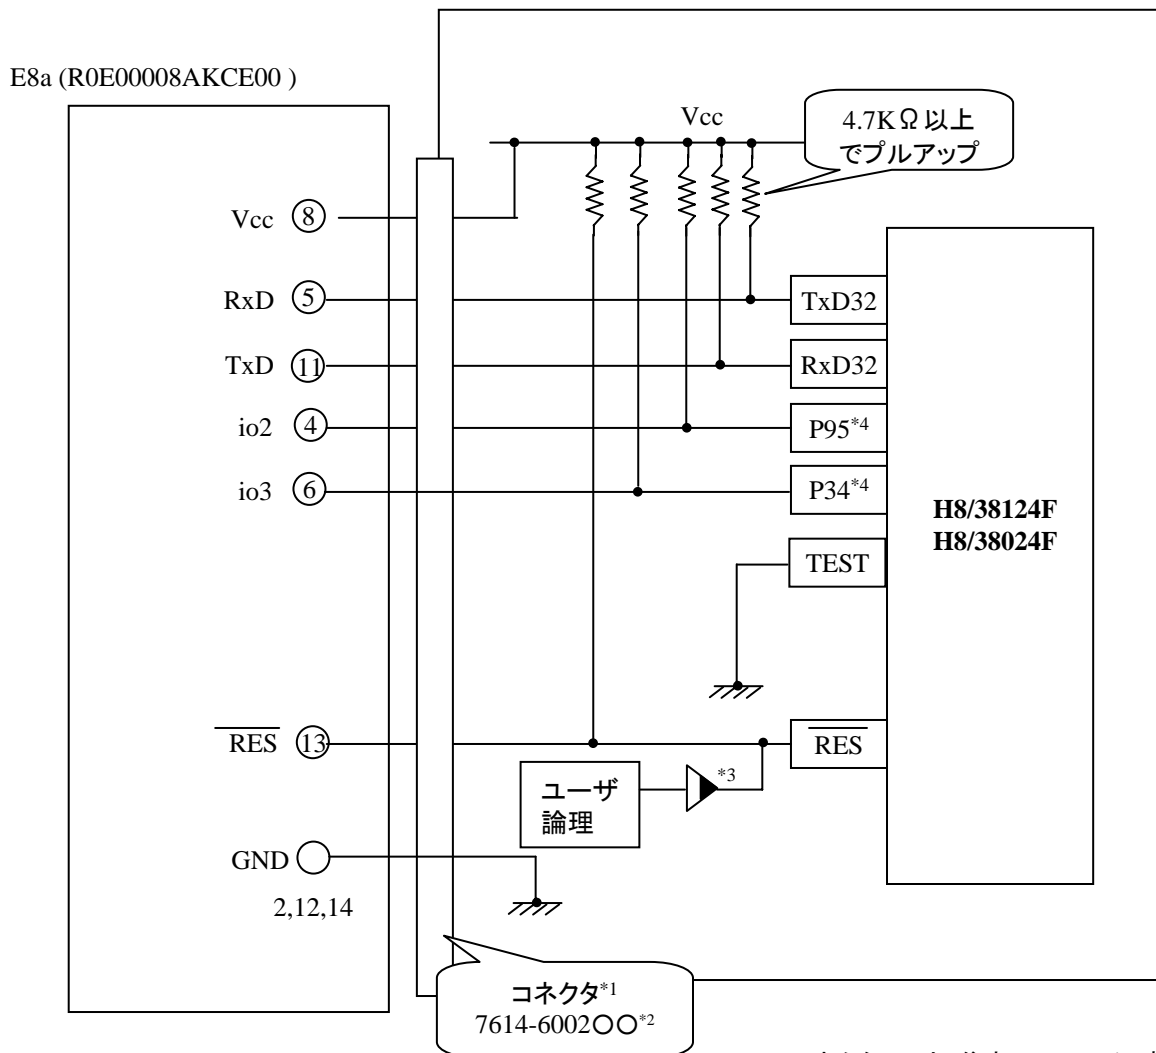 E8a (R0E00008AKCE00 )
Vcc
4.7KΩ以上
でプルアップ
Vcc ⑧
RxD ⑤
TxD32
TxD ⑪
RxD32
io2 ④
P95*4
io3 ⑥
P34*4
H8/38124F
H8/38024F
TEST
RES ⑬
RES
*3
ユーザ
論理
GND
2,12,14
コネクタ*1
7614-6002○○*2